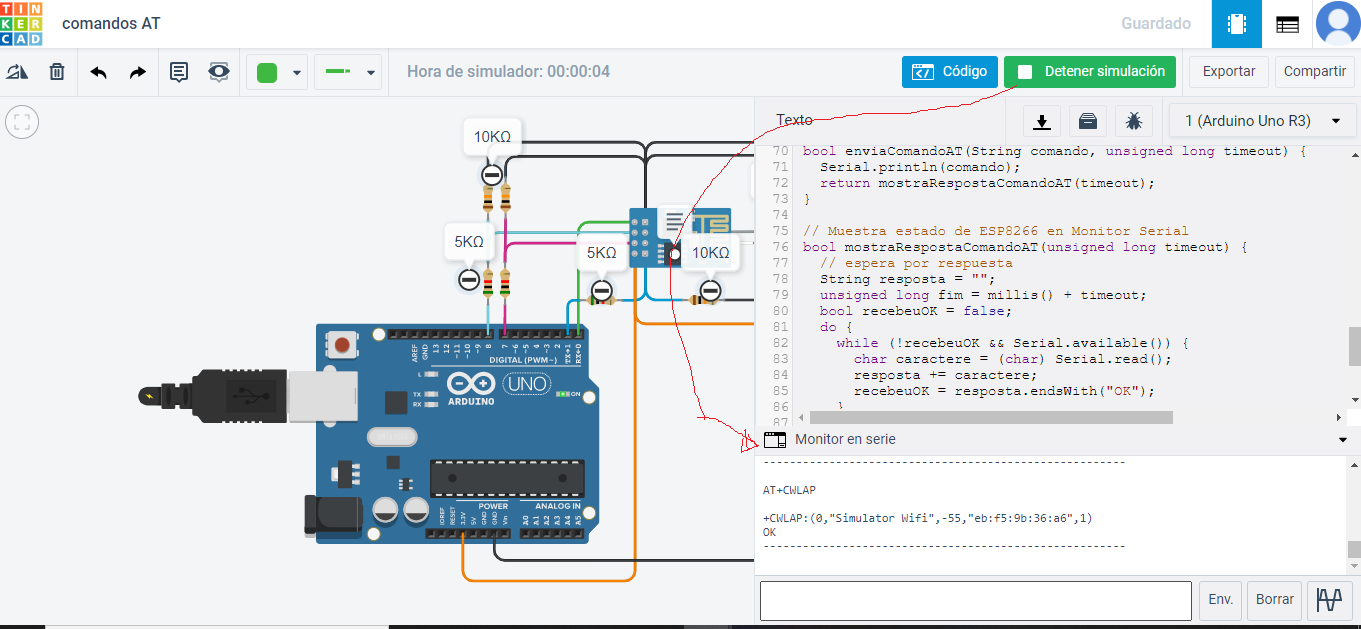 TIN
KER
CAD
comandos AT
Guardado
Hora de simulador: 00:00:04
Código
Detener simulación
Exportar
Compartir
Texto
1 (Arduino Uno R3)
10KΩ
5KΩ
5KΩ
10KΩ
AREF
GND
13
12
~11
~10
~9
8
7
~6
~5
4
~3
2
TX→1
RX←0
DIGITAL (PWM~)
L
TX
RX
UNO
ON
ARDUINO
POWER
ANALOG IN
IOREF
RESET
3.3V
5V
GND
GND
Vin
A0
A1
A2
A3
A4
A5
70 bool enviaComandoAT(String comando, unsigned long timeout) {
71 Serial.println(comando);
72 return mostraRespostaComandoAT(timeout);
73 }
74
75 // Muestra estado de ESP8266 en Monitor Serial
76 bool mostraRespostaComandoAT(unsigned long timeout) {
77 // espera por respuesta
78 String resposta = "";
79 unsigned long fim = millis() + timeout;
80 bool recebeuOK = false;
81 do {
82 while (!recebeuOK && Serial.available()) {
83 char caractere = (char) Serial.read();
84 resposta += caractere;
85 recebeuOK = resposta.endsWith("OK");
86 }
87
Monitor en serie
------------------------------------------------------
AT+CWLAP
+CWLAP:(0,"Simulator Wifi",-55,"eb:f5:9b:36:a6",1)
OK
------------------------------------------------------
Env.
Borrar